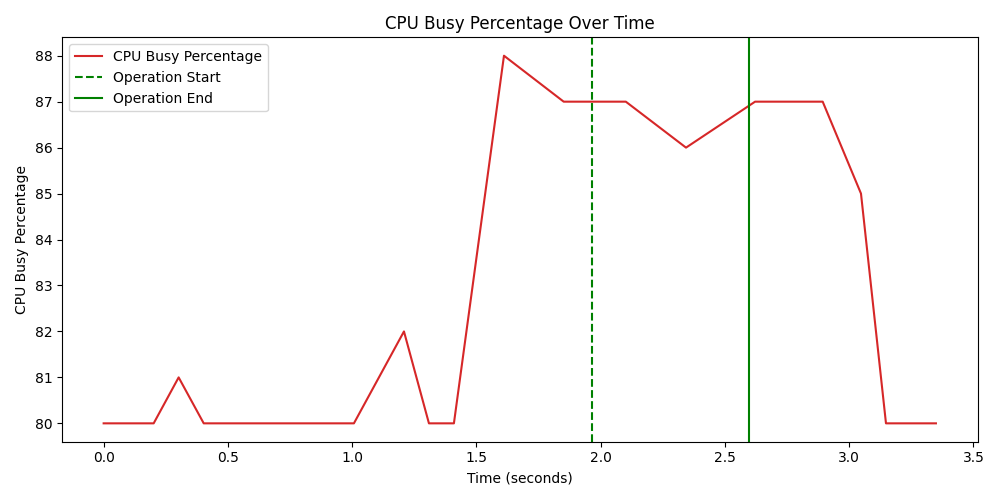 CPU Busy Percentage Over Time
CPU Busy Percentage
Operation Start
Operation End
CPU Busy Percentage
88
87
86
85
84
83
82
81
80
0.0 0.5 1.0 1.5 2.0 2.5 3.0 3.5
Time (seconds)